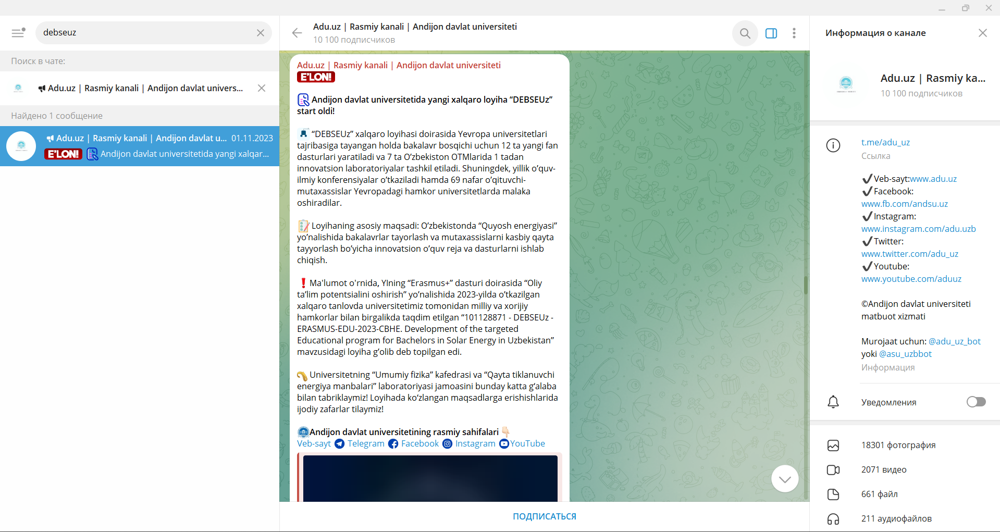 debseuz
Поиск в чате:
Adu.uz | Rasmiy kanali | Andijon davlat univers...
Найдено 1 сообщение
Adu.uz | Rasmiy kanali | Andijon davlat u... 01.11.2023
E'LON! Andijon davlat universitetida yangi xalqar...
Adu.uz | Rasmiy kanali | Andijon davlat universiteti
10 100 подписчиков
Adu.uz | Rasmiy kanali | Andijon davlat universiteti
E'LON!
Andijon davlat universitetida yangi xalqaro loyiha “DEBSEUz”
start oldi!
“DEBSEUz” xalqaro loyihasi doirasida Yevropa universitetlari
tajribasiga tayangan holda bakalavr bosqichi uchun 12 ta yangi fan
dasturlari yaratiladi va 7 ta O‘zbekiston OTMlarida 1 tadan
innovatsion laboratoriyalar tashkil etiladi. Shuningdek, yillik o‘quv-
ilmiy konferensiyalar o‘tkaziladi hamda 69 nafar o‘qituvchi-
mutaxassislar Yevropadagi hamkor universitetlarda malaka
oshiradilar.
Loyihaning asosiy maqsadi: O’zbekistonda “Quyosh energiyasi”
yo’nalishida bakalavrlar tayorlash va mutaxassislarni kasbiy qayta
tayyorlash bo’yicha innovatsion o’quv reja va dasturlarni ishlab
chiqish.
Ma'lumot o'rnida, YIning “Erasmus+” dasturi doirasida “Oliy
ta’lim potentsialini oshirish” yo’nalishida 2023-yilda o’tkazilgan
xalqaro tanlovda universitetimiz tomonidan milliy va xorijiy
hamkorlar bilan birgalikda taqdim etilgan “101128871 - DEBSEUz -
ERASMUS-EDU-2023-CBHE. Development of the targeted
Educational program for Bachelors in Solar Energy in Uzbekistan”
mavzusidagi loyiha g’olib deb topilgan edi.
Universitetning “Umumiy fizika” kafedrasi va “Qayta tiklanuvchi
energiya manbalari” laboratoriyasi jamoasini bunday katta g‘alaba
bilan tabriklaymiz! Loyihada ko‘zlangan maqsadlarga erishishlarida
ijodiy zafarlar tilaymiz!
Andijon davlat universitetining rasmiy sahifalari
Veb-sayt Telegram Facebook Instagram YouTube
ПОДПИСАТЬСЯ
Информация о канале
Adu.uz | Rasmiy ka...
10 100 подписчиков
t.me/adu_uz
Ссылка
Veb-sayt:www.adu.uz
Facebook:
www.fb.com/andsu.uz
Instagram:
www.instagram.com/adu.uzb
Twitter:
www.twitter.com/adu_uz
Youtube:
www.youtube.com/aduuz
©Andijon davlat universiteti
matbuot xizmati
Murojaat uchun: @adu_uz_bot
yoki @asu_uzbbot
Информация
Уведомления
18301 фотография
2071 видео
661 файл
211 аудиофайлов